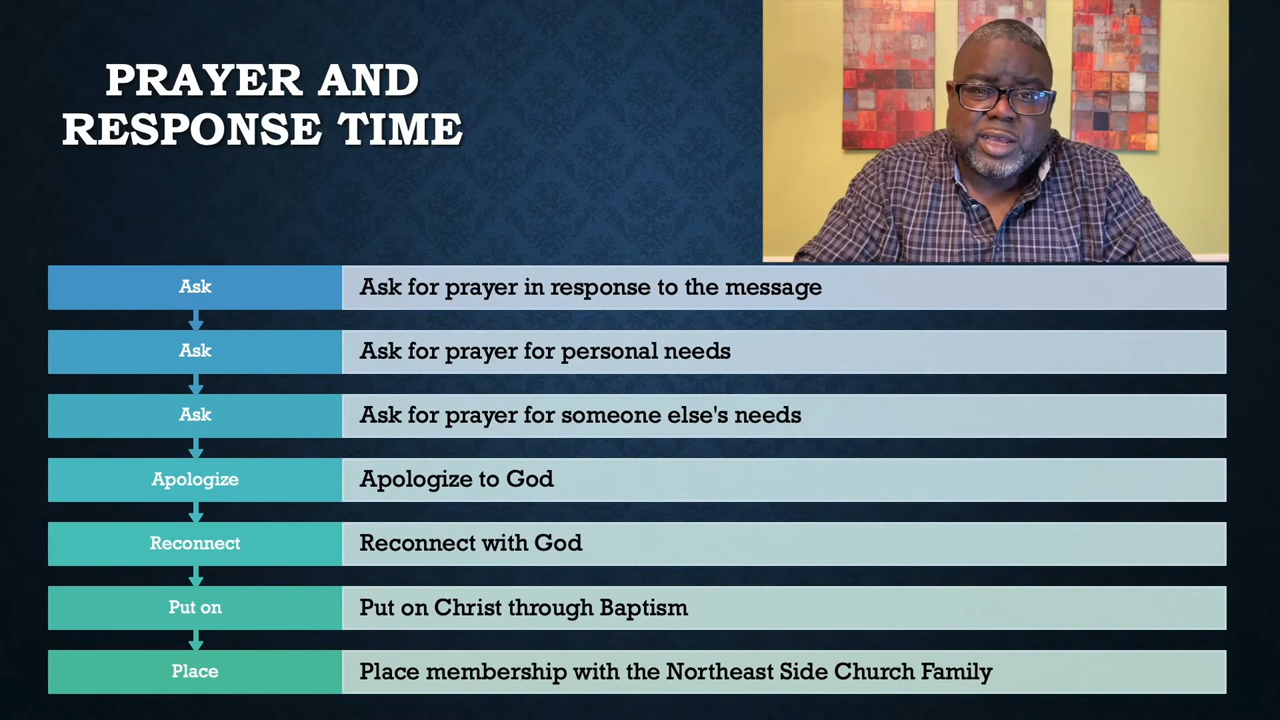 PRAYER AND
RESPONSE TIME
Ask
Ask for prayer in response to the message
Ask
Ask for prayer for personal needs
Ask
Ask for prayer for someone else's needs
Apologize
Apologize to God
Reconnect
Reconnect with God
Put on
Put on Christ through Baptism
Place
Place membership with the Northeast Side Church Family